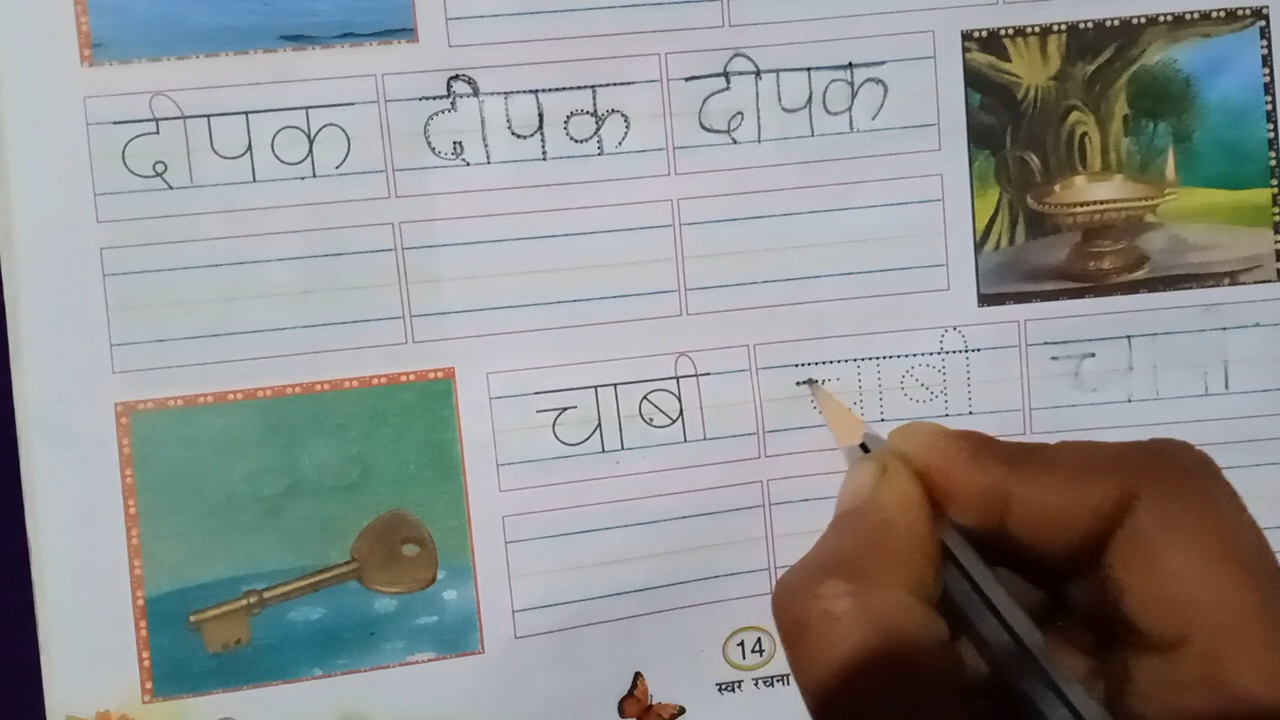 दीपक दीपक दीपक
चाबी चाबी
14
स्वर रचना